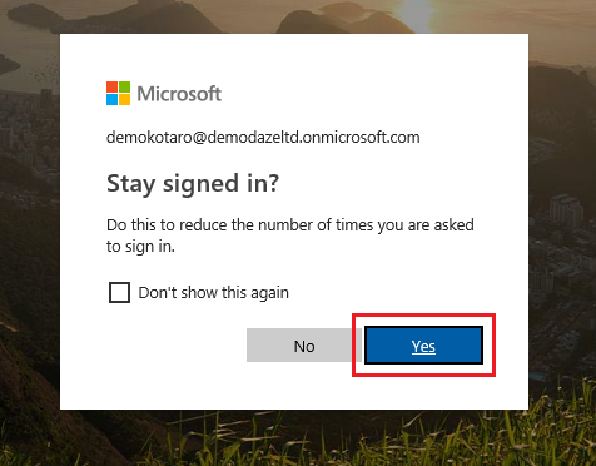 Microsoft
demokotaro@demodazeltd.onmicrosoft.com
Stay signed in?
Do this to reduce the number of times you are asked
to sign in.
Don't show this again
No
Yes